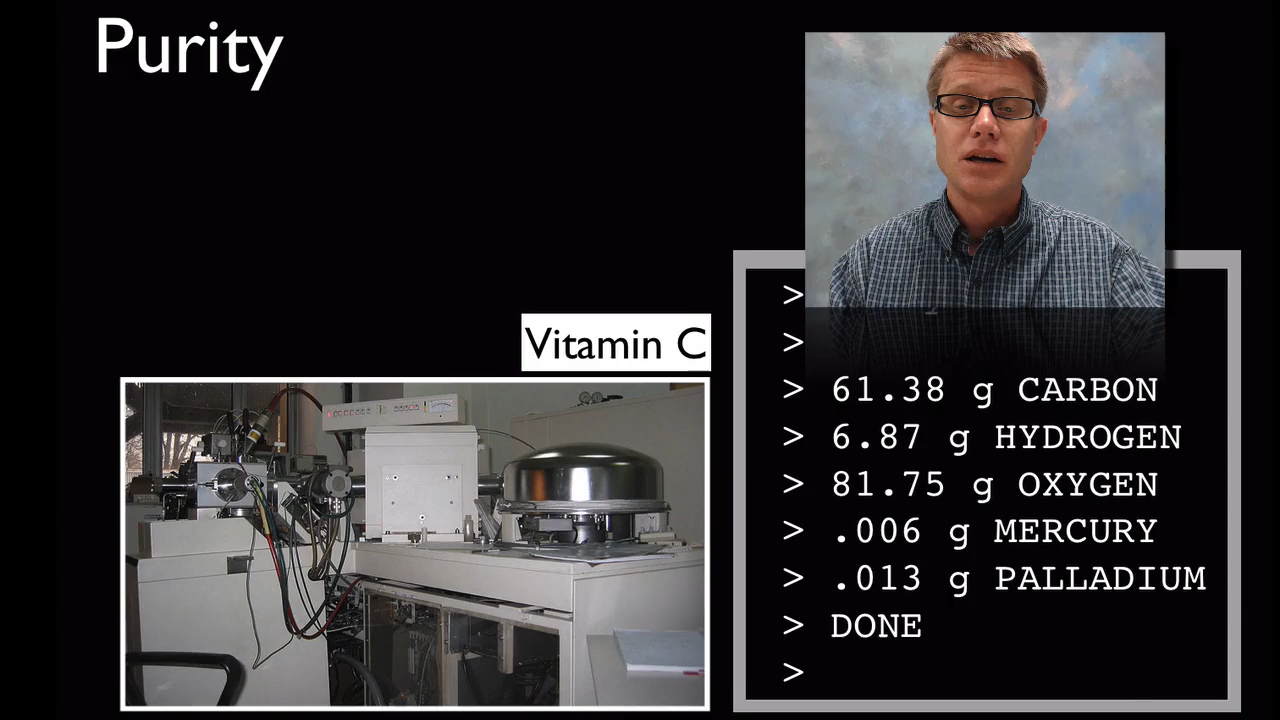 Purity
Vitamin C
>
>
> 61.38 g CARBON
> 6.87 g HYDROGEN
> 81.75 g OXYGEN
> .006 g MERCURY
> .013 g PALLADIUM
> DONE
>